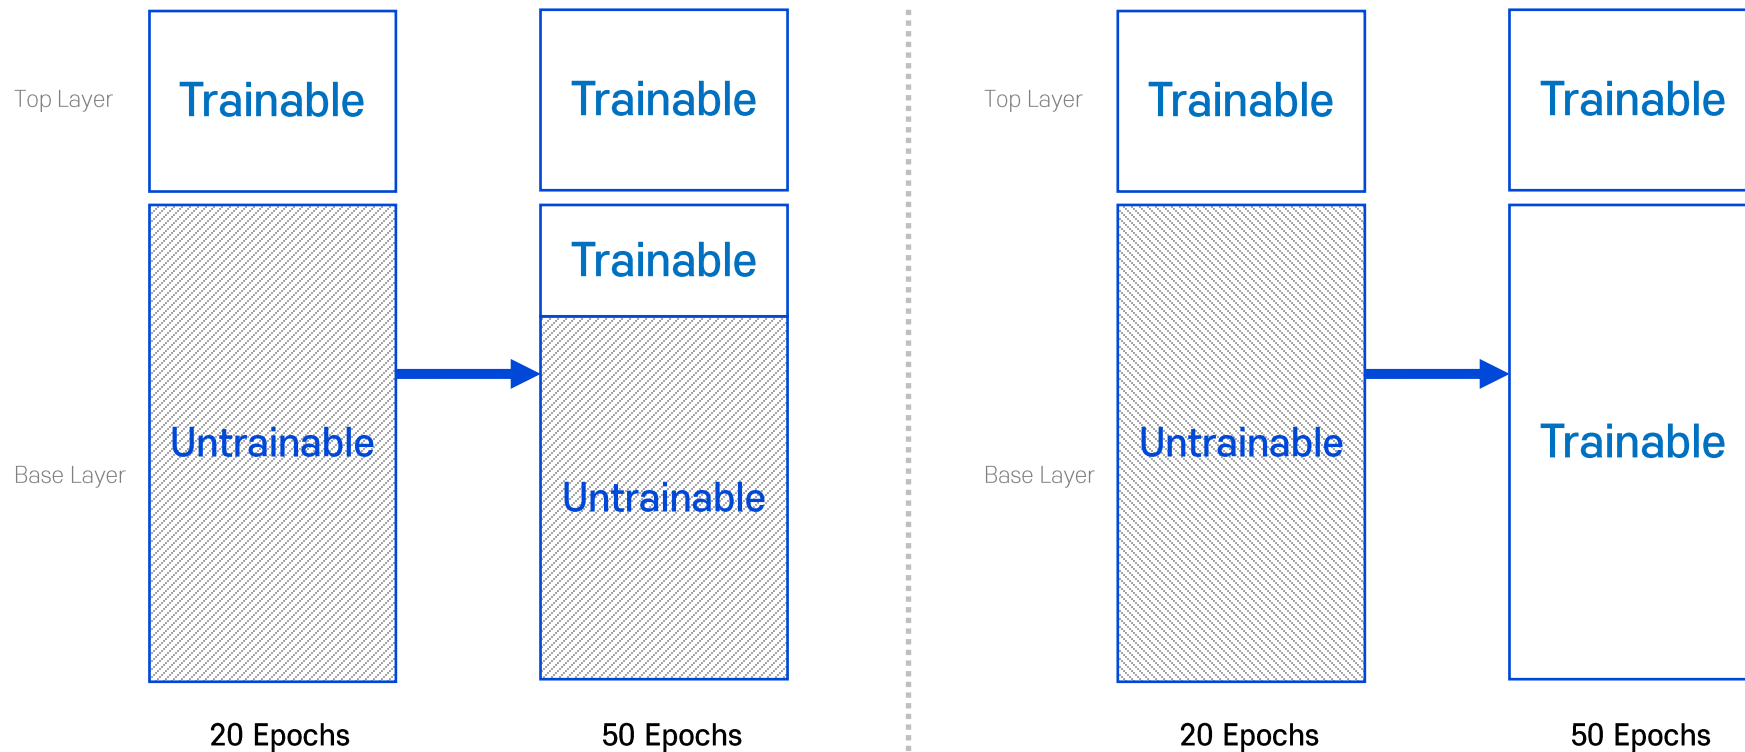 Top Layer
Trainable
Trainable
Trainable
Base Layer
Untrainable
Untrainable
20 Epochs
50 Epochs
Top Layer
Trainable
Trainable
Base Layer
Untrainable
Trainable
20 Epochs
50 Epochs